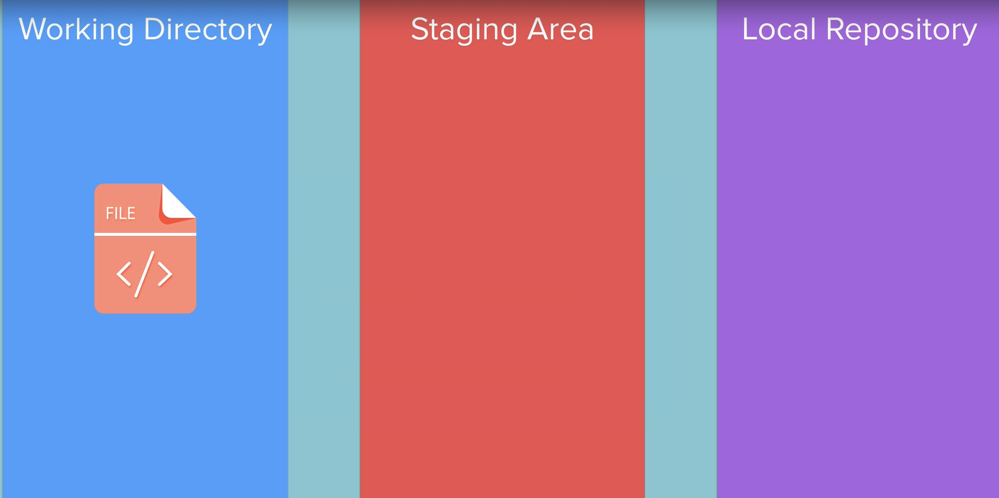 Working Directory
Staging Area
Local Repository
FILE
</>